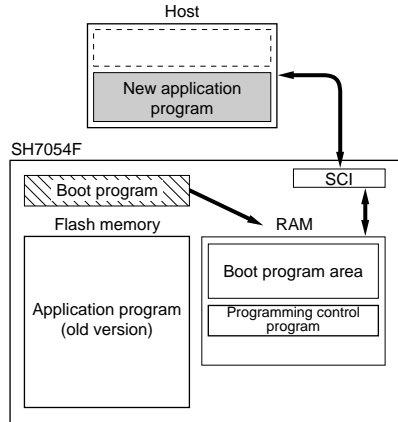 Host
New application
program
SH7054F
SCI
Boot program
Flash memory
RAM
Boot program area
Application program
(old version)
Programming control
program